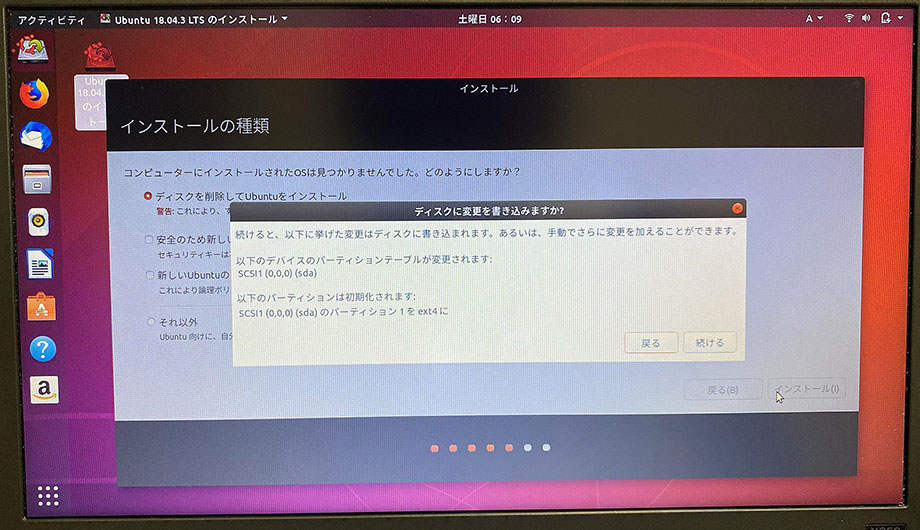 アクティビティ
Ubuntu 18.04.3 LTS のインストール
土曜日 06：09
A
インストール
インストールの種類
コンピューターにインストールされたOSは見つかりませんでした。どのようにしますか？
ディスクを削除してUbuntuをインストール
警告: これにより、
安全のため新しい
セキュリティキーは
新しいUbuntuの
これにより論理ボリ
それ以外
Ubuntu 向けに、自分
ディスクに変更を書き込みますか?
続けると、以下に挙げた変更はディスクに書き込まれます。あるいは、手動でさらに変更を加えることができます。
以下のデバイスのパーティションテーブルが変更されます:
SCSI1 (0,0,0) (sda)
以下のパーティションは初期化されます:
SCSI1 (0,0,0) (sda) のパーティション 1 を ext4 に
戻る
続ける
戻る(B)
インストール(I)